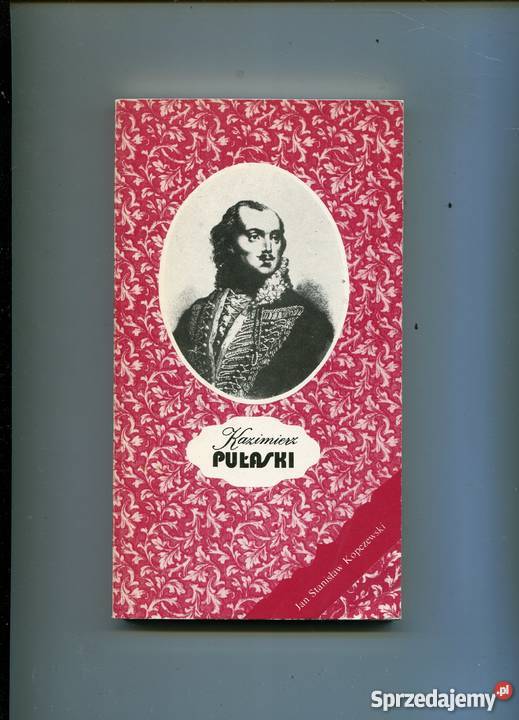 Kazimierz
PUŁASKI
Jan Stanisław Kopczewski
Sprzedajemy.pl